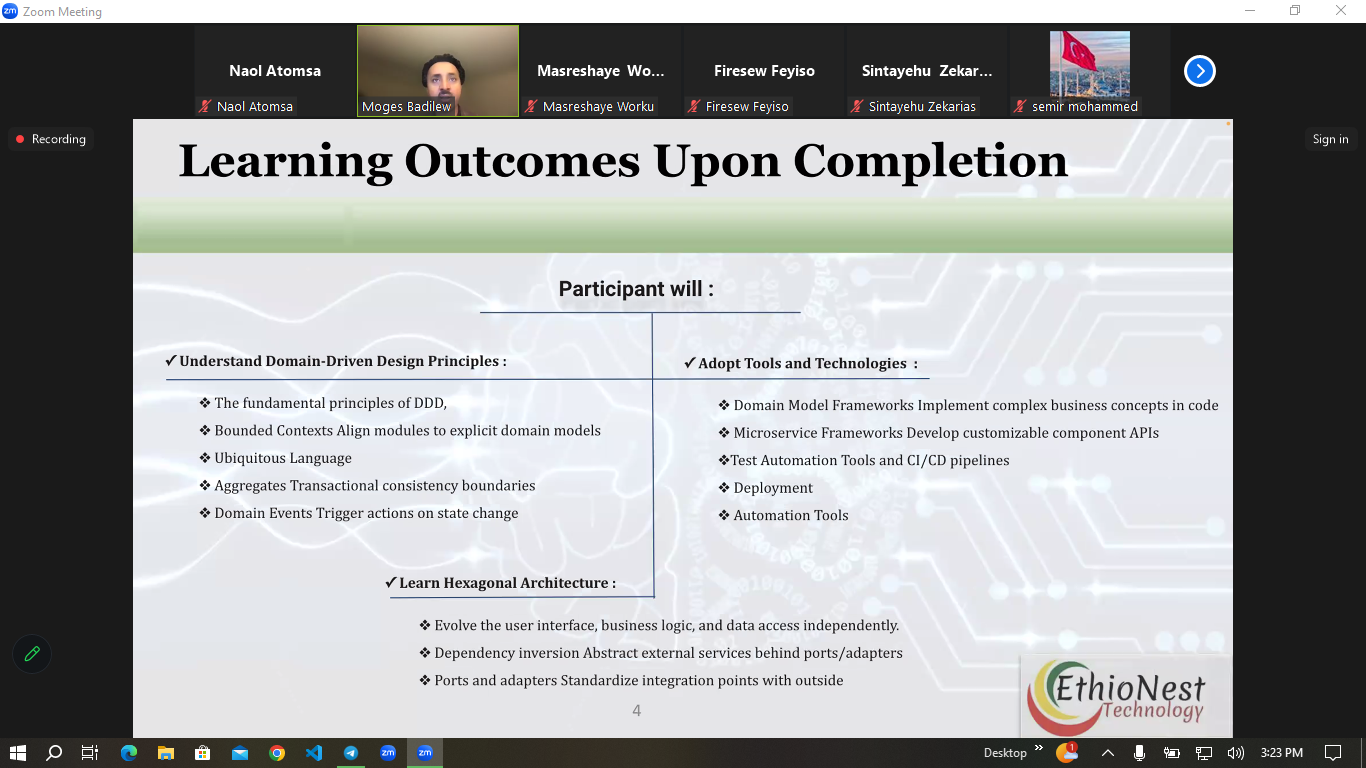 Zoom Meeting
Naol Atomsa
Masreshaye Wo...
Firesew Feyiso
Sintayehu Zekar...
Naol Atomsa
Moges Badilew
Masreshaye Worku
Firesew Feyiso
Sintayehu Zekarias
semir mohammed
Recording
Sign in
Learning Outcomes Upon Completion
Participant will :
✓Understand Domain-Driven Design Principles :
❖ The fundamental principles of DDD,
❖ Bounded Contexts Align modules to explicit domain models
❖ Ubiquitous Language
❖ Aggregates Transactional consistency boundaries
❖ Domain Events Trigger actions on state change
✓Adopt Tools and Technologies :
❖ Domain Model Frameworks Implement complex business concepts in code
❖ Microservice Frameworks Develop customizable component APIs
❖Test Automation Tools and CI/CD pipelines
❖ Deployment
❖ Automation Tools
✓Learn Hexagonal Architecture :
❖ Evolve the user interface, business logic, and data access independently.
❖ Dependency inversion Abstract external services behind ports/adapters
❖ Ports and adapters Standardize integration points with outside
4
EthioNest
Technology
zm
zm
zm
Desktop
1
3:23 PM